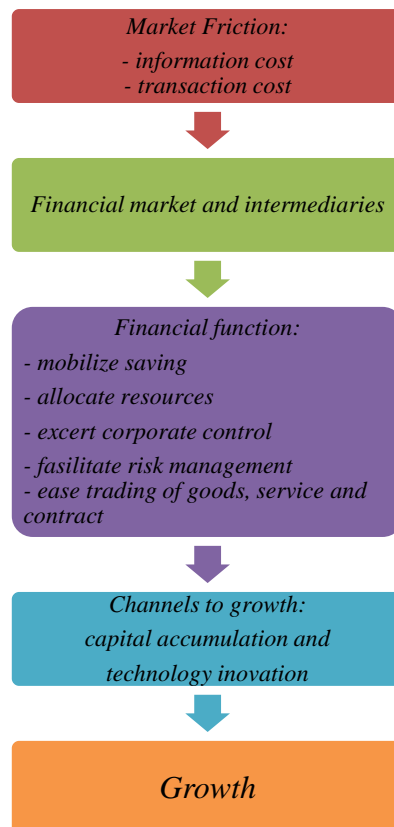 Market Friction:
- information cost
- transaction cost
Financial market and intermediaries
Financial function:
- mobilize saving
- allocate resources
- excert corporate control
- fasilitate risk management
- ease trading of goods, service and
contract
Channels to growth:
capital accumulation and
technology inovation
Growth